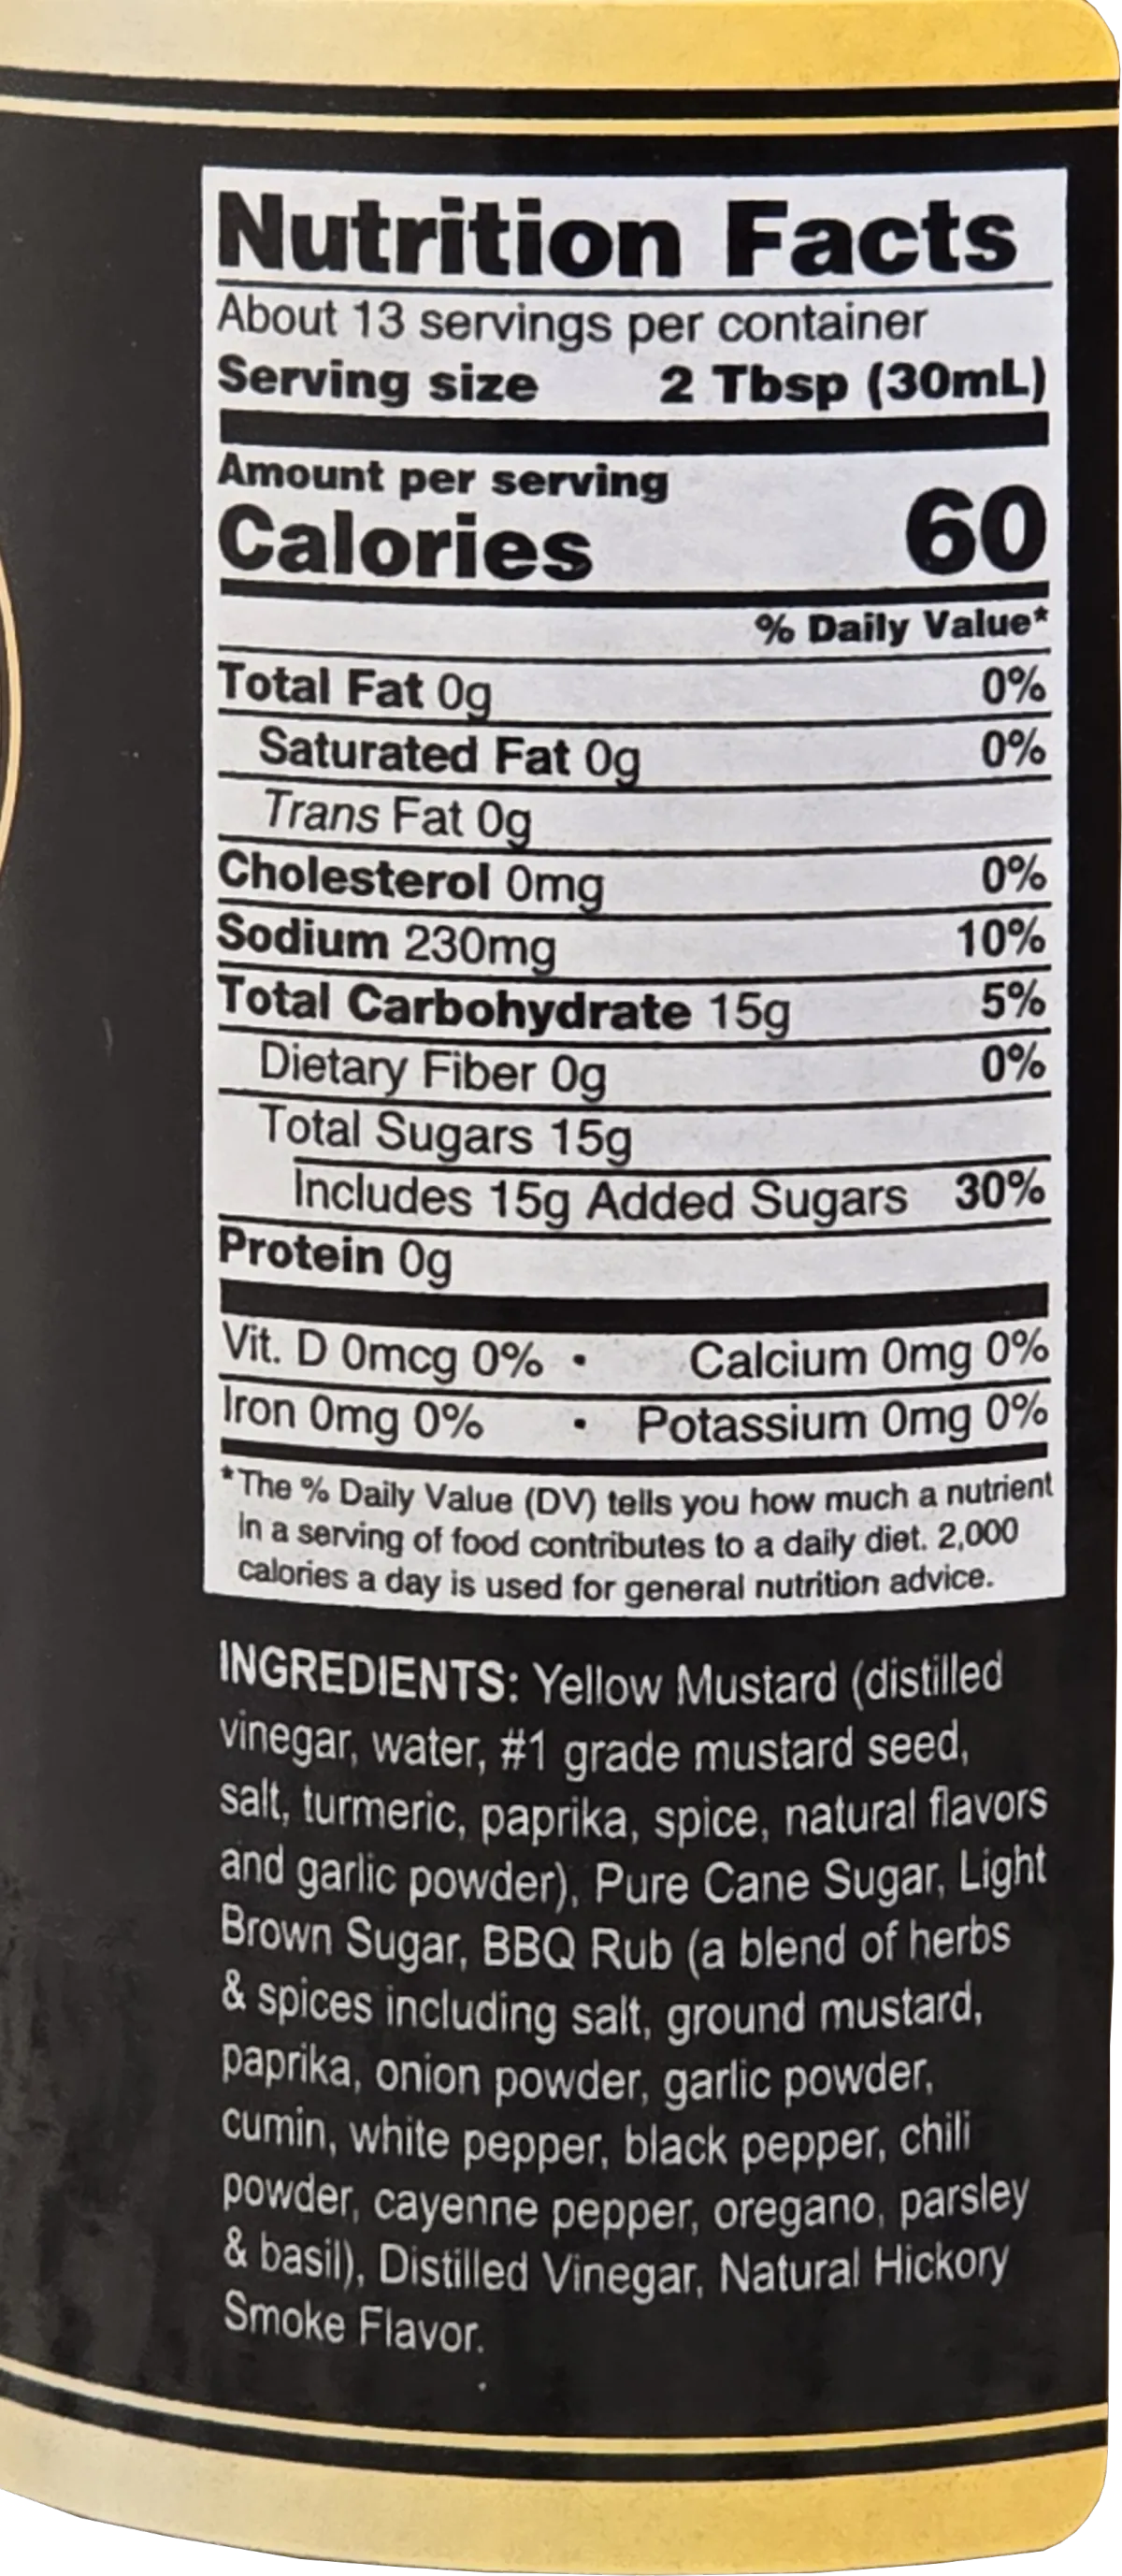 Nutrition Facts
About 13 servings per container
Serving size 2 Tbsp (30mL)
Amount per serving
Calories 60
% Daily Value*
Total Fat 0g 0%
Saturated Fat 0g 0%
Trans Fat 0g
Cholesterol 0mg 0%
Sodium 230mg 10%
Total Carbohydrate 15g 5%
Dietary Fiber 0g 0%
Total Sugars 15g
Includes 15g Added Sugars 30%
Protein 0g
Vit. D 0mcg 0% • Calcium 0mg 0%
Iron 0mg 0% • Potassium 0mg 0%
*The % Daily Value (DV) tells you how much a nutrient
in a serving of food contributes to a daily diet. 2,000
calories a day is used for general nutrition advice.
INGREDIENTS: Yellow Mustard (distilled
vinegar, water, #1 grade mustard seed,
salt, turmeric, paprika, spice, natural flavors
and garlic powder), Pure Cane Sugar, Light
Brown Sugar, BBQ Rub (a blend of herbs
& spices including salt, ground mustard,
paprika, onion powder, garlic powder,
cumin, white pepper, black pepper, chili
powder, cayenne pepper, oregano, parsley
& basil), Distilled Vinegar, Natural Hickory
Smoke Flavor.